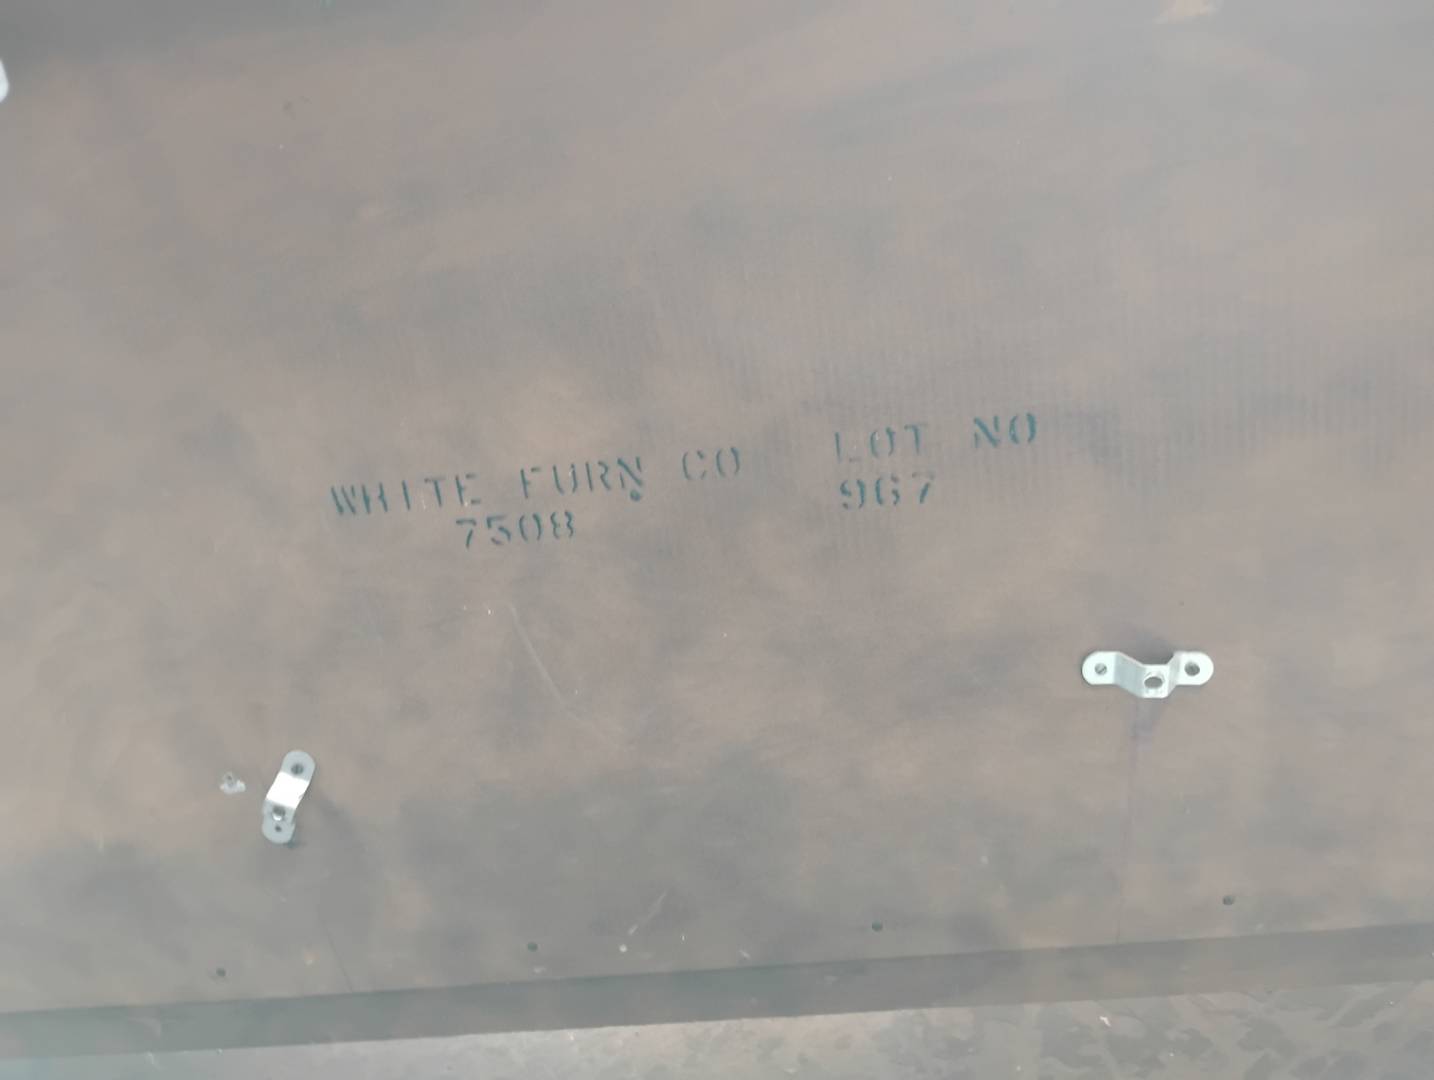 WHITE FURN CO LOT NO
7508 967